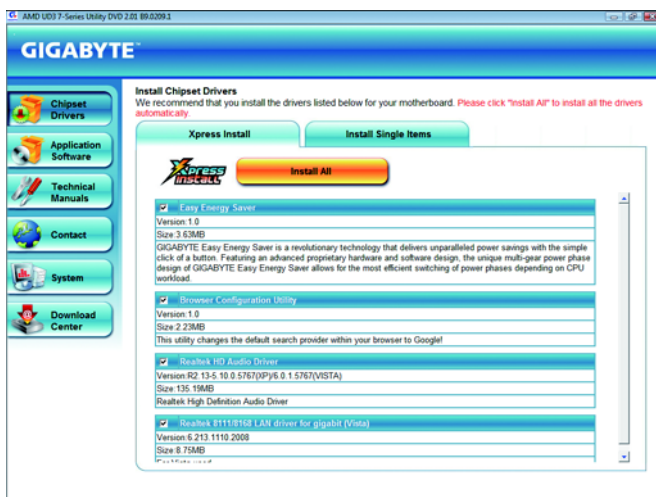 AMD UD3 7-Series Utility DVD 2.01 B9.0209.1
GIGABYTE™
Chipset
Drivers
Application
Software
Technical
Manuals
Contact
System
Download
Center
Install Chipset Drivers
We recommend that you install the drivers listed below for your motherboard. Please click "Install All" to install all the drivers
automatically.
Xpress Install
Install Single Items
Xpress
INSTALL
Install All
Easy Energy Saver
Version:1.0
Size:3.63MB
GIGABYTE Easy Energy Saver is a revolutionary technology that delivers unparalleled power savings with the simple
click of a button. Featuring an advanced proprietary hardware and software design, the unique multi-gear power phase
design of GIGABYTE Easy Energy Saver allows for the most efficient switching of power phases depending on CPU
workload.
Browser Configuration Utility
Version:1.0
Size:2.23MB
This utility changes the default search provider within your browser to Google!
Realtek HD Audio Driver
Version:R2.13-5.10.0.5767(XP)/6.0.1.5767(VISTA)
Size:135.19MB
Realtek High Definition Audio Driver
Realtek 8111/8168 LAN driver for gigabit (Vista)
Version:6.213.1110.2008
Size:8.75MB
For Vista used